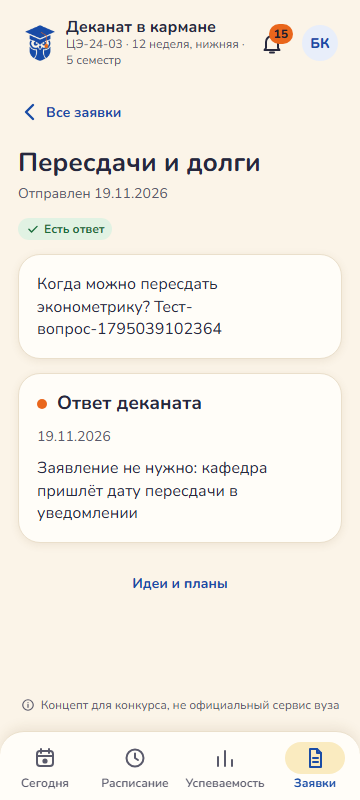 Деканат в кармане
ЦЭ-24-03 · 12 неделя, нижняя ·
5 семестр
15
БК
Все заявки
Пересдачи и долги
Отправлен 19.11.2026
Есть ответ
Когда можно пересдать
эконометрику? Тест-
вопрос-1795039102364
Ответ деканата
19.11.2026
Заявление не нужно: кафедра
пришлёт дату пересдачи в
уведомлении
Идеи и планы
Концепт для конкурса, не официальный сервис вуза
Сегодня
Расписание
Успеваемость
Заявки